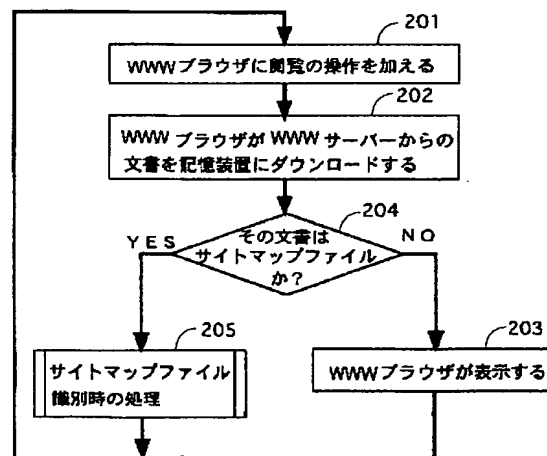 201
WWWブラウザに閲覧の操作を加える
202
WWW ブラウザが WWW サーバーからの
文書を記憶装置にダウンロードする
204
その文書は
サイトマップファイル
か？
YES
NO
205
サイトマップファイル
識別時の処理
203
WWWブラウザが表示する